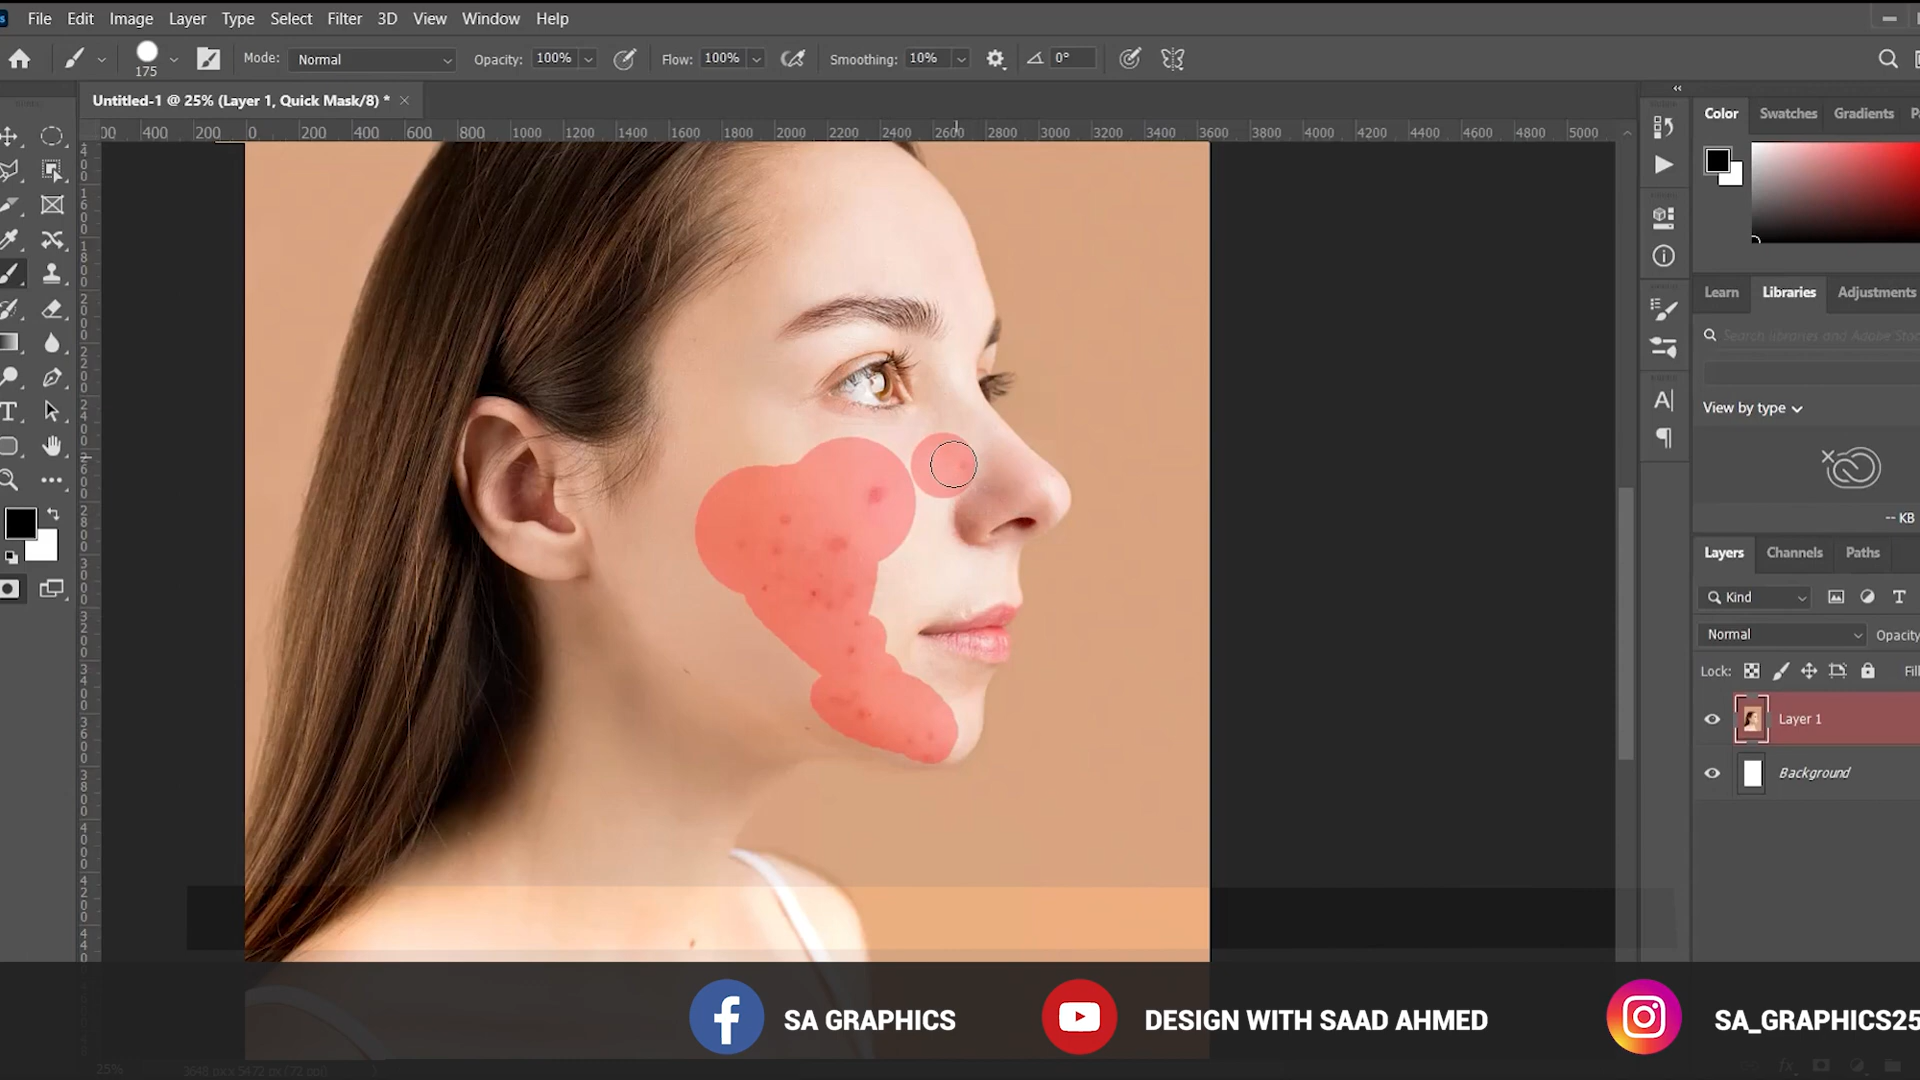 File Edit Image Layer Type Select Filter 3D View Window Help
175 Mode: Normal Opacity: 100% Flow: 100% Smoothing: 10% 0°
Untitled-1 @ 25% (Layer 1, Quick Mask/8) * ×
00 400 200 0 200 400 600 800 1000 1200 1400 1600 1800 2000 2200 2400 2600 2800 3000 3200 3400 3600 3800 4000 4200 4400 4600 4800 5000
Color Swatches Gradients Pa
Learn Libraries Adjustments
Search libraries and Adobe Stoc
View by type
-- KB
Layers Channels Paths
Kind
Normal Opacity
Lock: Fill
Layer 1
Background
SA GRAPHICS
DESIGN WITH SAAD AHMED
SA_GRAPHICS25
25%